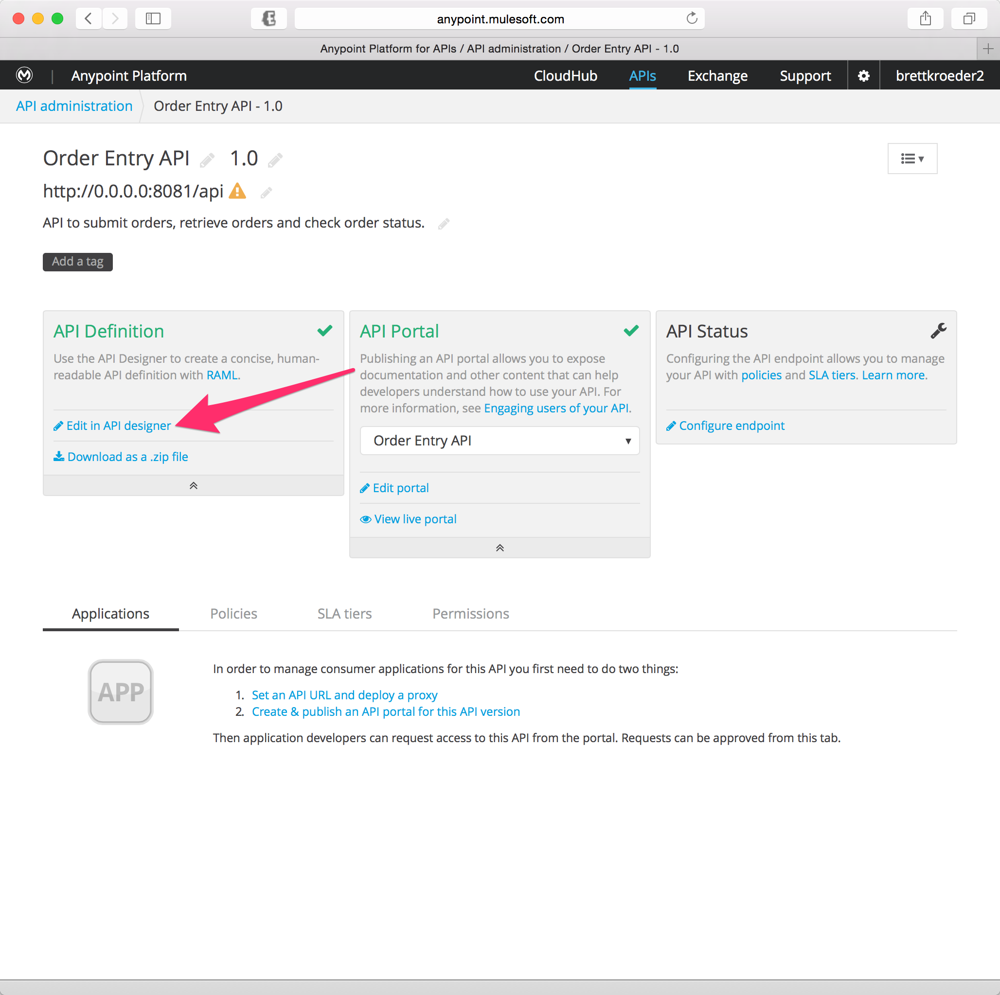 anypoint.mulesoft.com
Anypoint Platform for APIs / API administration / Order Entry API - 1.0
Anypoint Platform CloudHub APIs Exchange Support brettkroeder2
API administration Order Entry API - 1.0
Order Entry API 1.0
http://0.0.0.0:8081/api
API to submit orders, retrieve orders and check order status.
Add a tag
API Definition
Use the API Designer to create a concise, human-
readable API definition with RAML.
Edit in API designer
Download as a .zip file
API Portal
Publishing an API portal allows you to expose
documentation and other content that can help
developers understand how to use your API. For
more information, see Engaging users of your API.
Order Entry API
Edit portal
View live portal
API Status
Configuring the API endpoint allows you to manage
your API with policies and SLA tiers. Learn more.
Configure endpoint
Applications Policies SLA tiers Permissions
APP
In order to manage consumer applications for this API you first need to do two things:
1. Set an API URL and deploy a proxy
2. Create & publish an API portal for this API version
Then application developers can request access to this API from the portal. Requests can be approved from this tab.